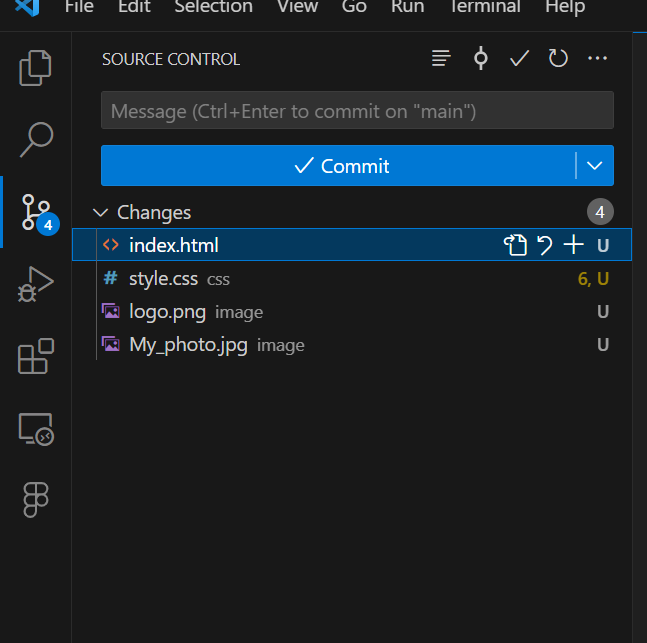 File Edit Selection View Go Run Terminal Help
SOURCE CONTROL
Message (Ctrl+Enter to commit on "main")
Commit
Changes 4
4
index.html U
style.css css 6, U
logo.png image U
My_photo.jpg image U